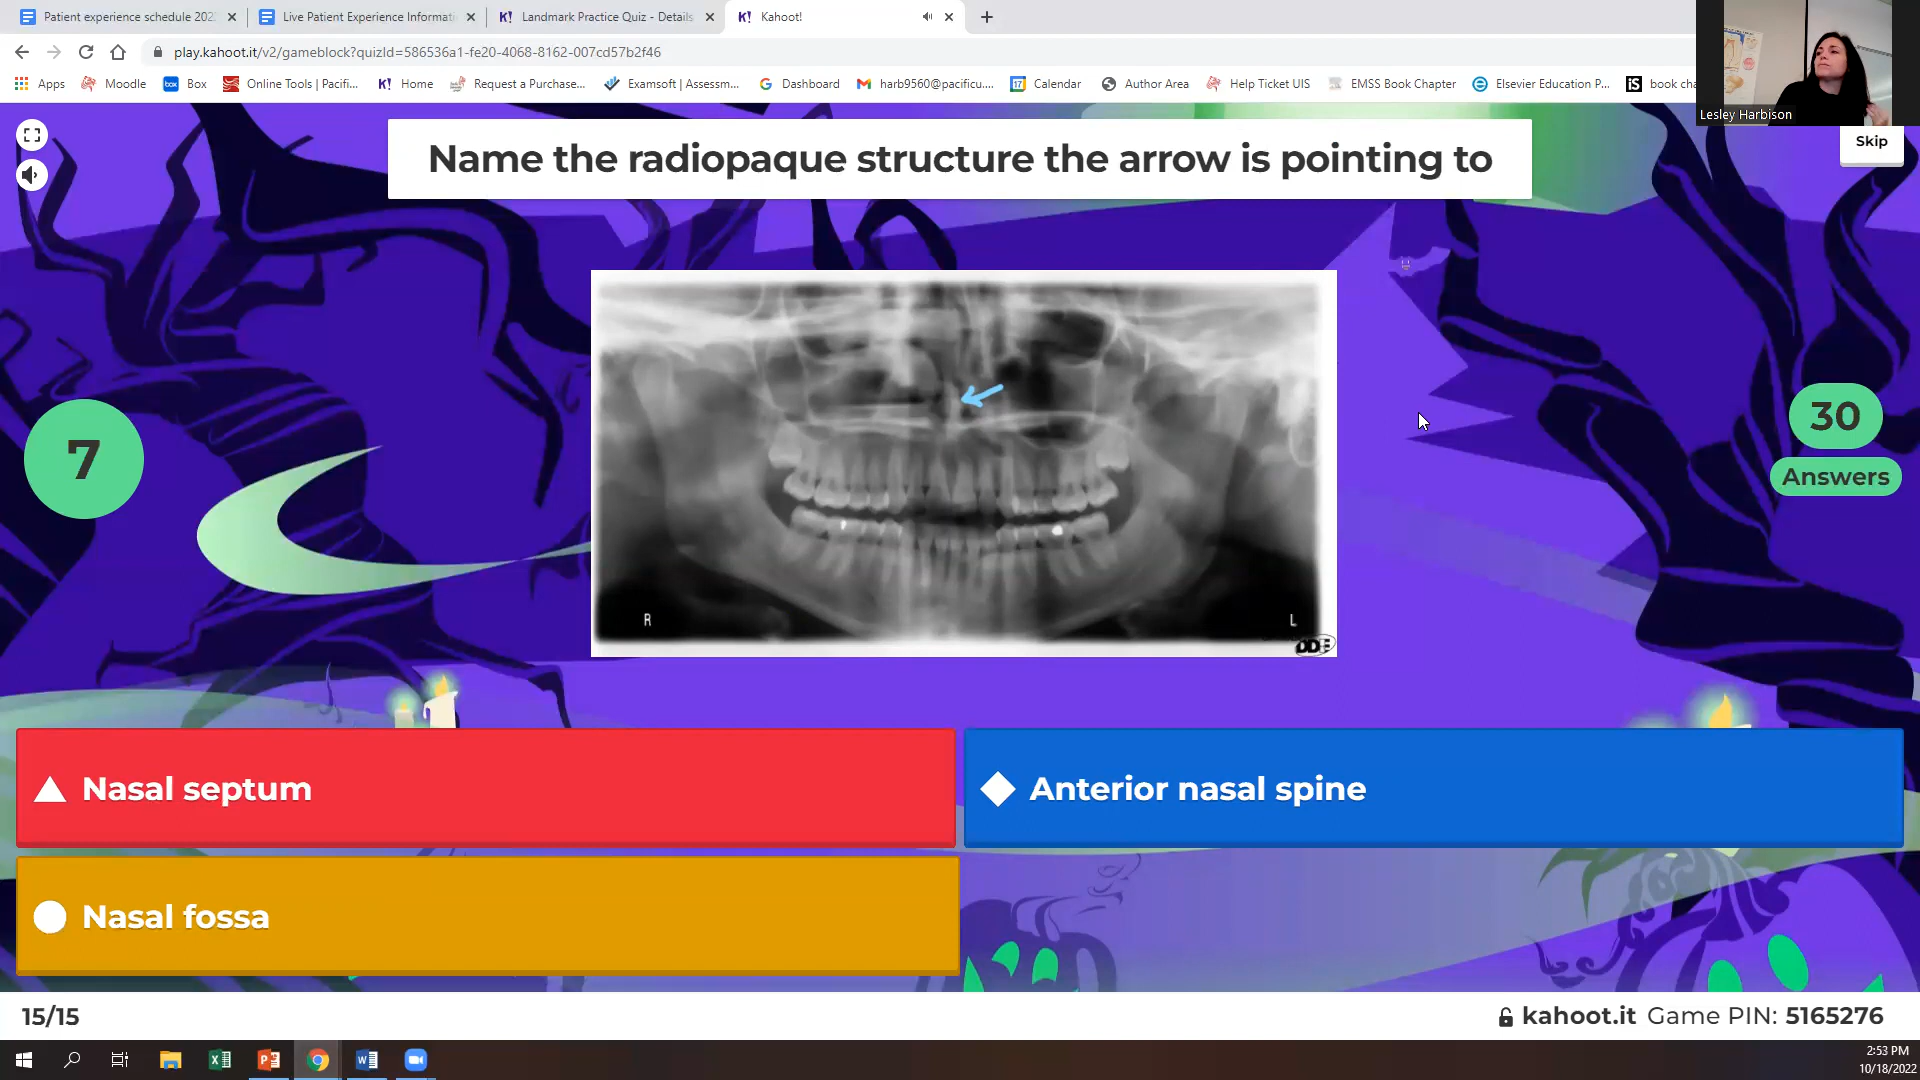 Patient experience schedule 202
Live Patient Experience Informati
K! Landmark Practice Quiz - Details
K! Kahoot!
play.kahoot.it/v2/gameblock?quizId=586536a1-fe20-4068-8162-007cd57b2f46
Apps
Moodle
box Box
Online Tools | Pacifi...
K! Home
Request a Purchase...
Examsoft | Assessm...
G Dashboard
harb9560@pacificu....
17 Calendar
Author Area
Help Ticket UIS
EMSS Book Chapter
Elsevier Education P...
iS book cha
Lesley Harbison
Skip
Name the radiopaque structure the arrow is pointing to
7
30
Answers
R
L
Nasal septum
Anterior nasal spine
Nasal fossa
15/15
kahoot.it Game PIN: 5165276
2:53 PM
10/18/2022